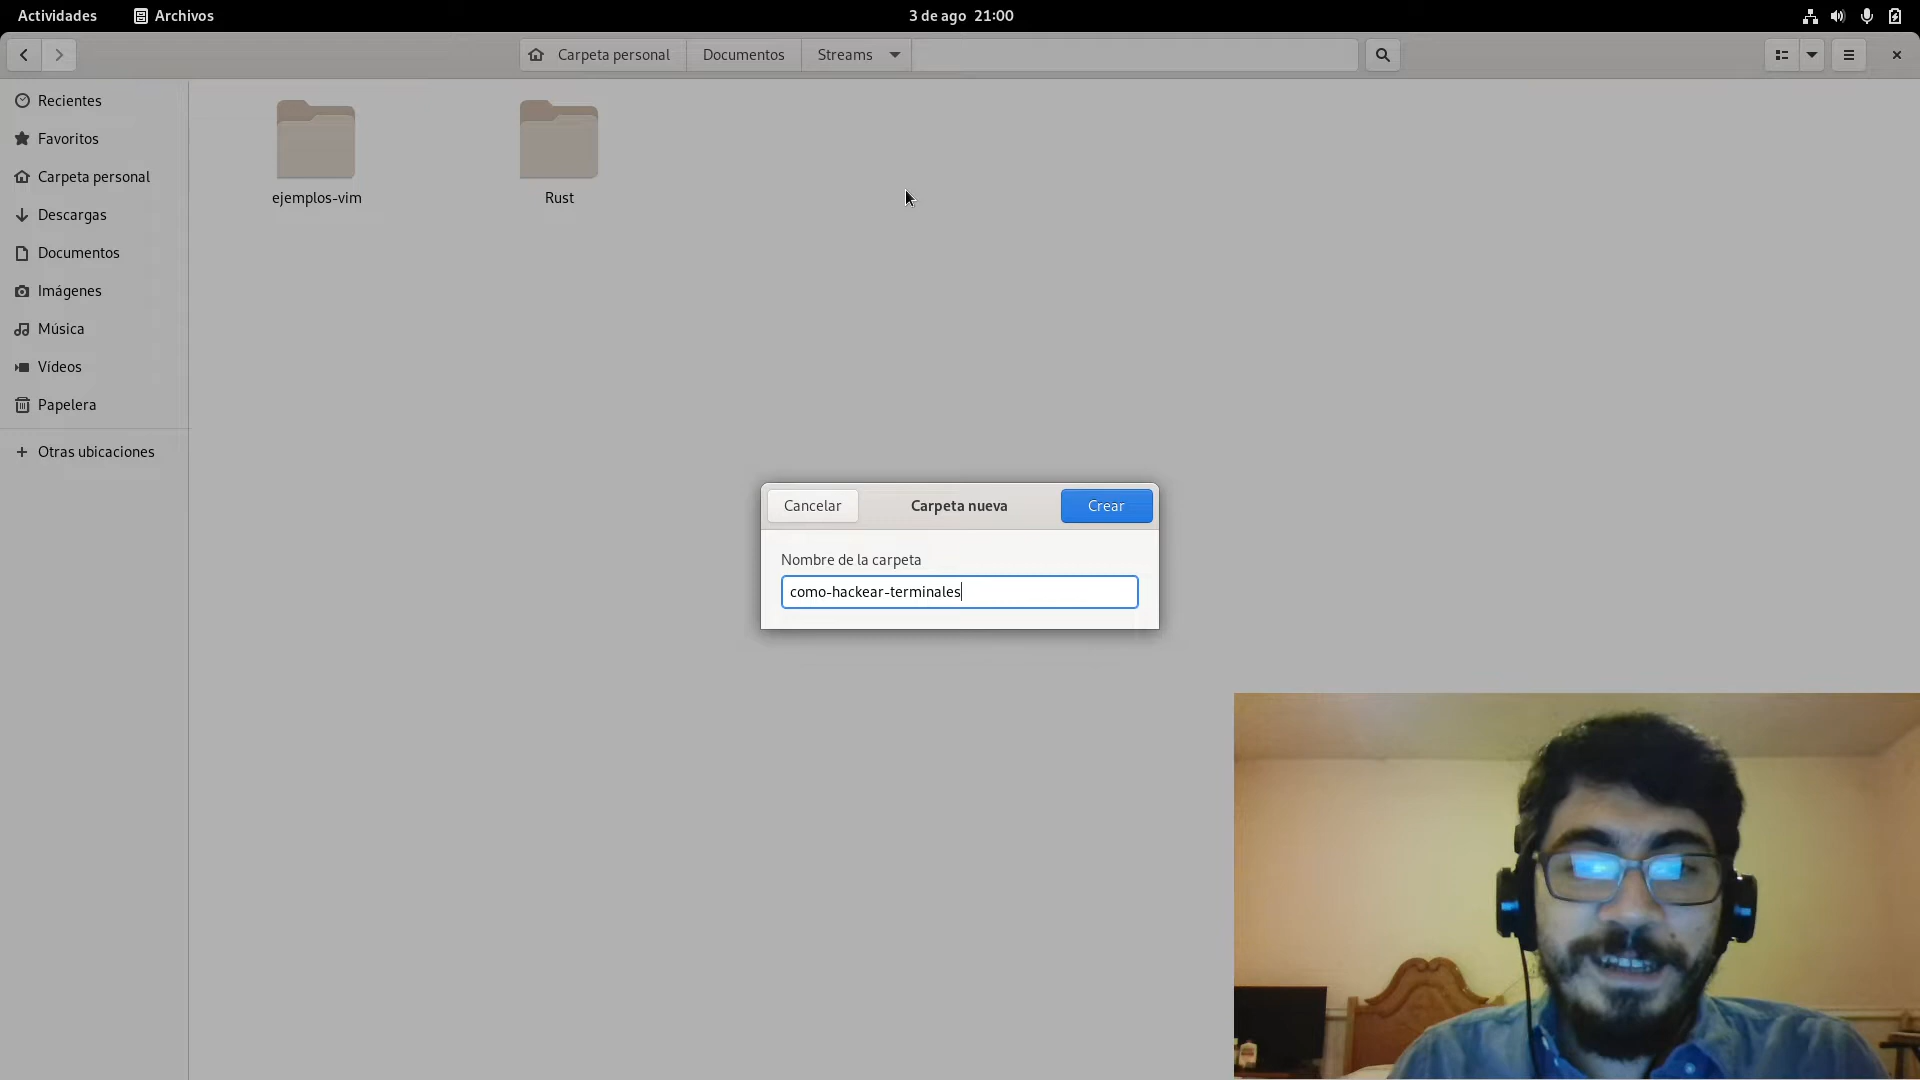 Actividades
Archivos
3 de ago 21:00
Carpeta personal
Documentos
Streams
Recientes
Favoritos
Carpeta personal
Descargas
Documentos
Imágenes
Música
Vídeos
Papelera
Otras ubicaciones
ejemplos-vim
Rust
Cancelar
Carpeta nueva
Crear
Nombre de la carpeta
como-hackear-terminales